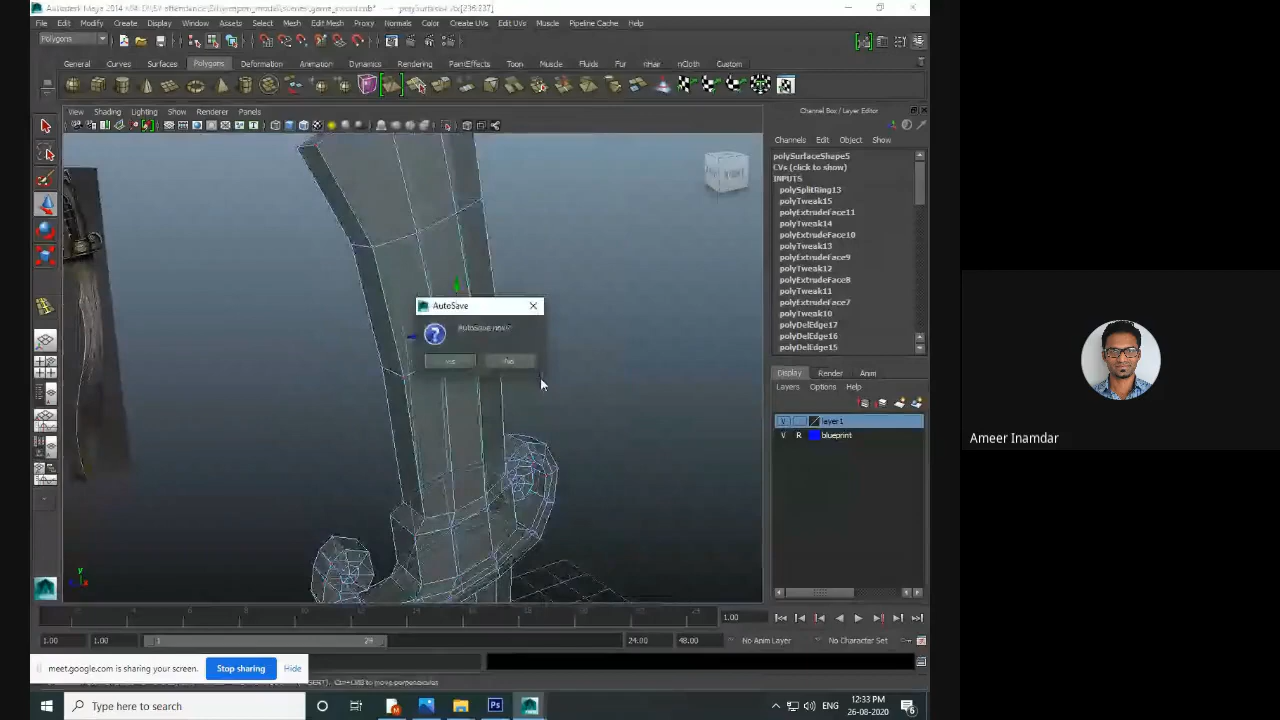 File Edit Modify Create Display Window Assets Select Mesh Edit Mesh Proxy Normals Color Create UVs Edit UVs Muscle Pipeline Cache Help
Polygons
General Curves Surfaces Polygons Deformation Animation Dynamics Rendering PaintEffects Toon Muscle Fluids Fur nHair nCloth Custom
View Shading Lighting Show Renderer Panels
Channel Box / Layer Editor
Channels Edit Object Show
polySurfaceShape5
CVs (click to show)
INPUTS
polySplitRing13
polyTweak15
polyExtrudeFace11
polyTweak14
polyExtrudeFace10
polyTweak13
polyExtrudeFace9
polyTweak12
polyExtrudeFace8
polyTweak11
polyExtrudeFace7
polyTweak10
polyDelEdge17
polyDelEdge16
polyDelEdge15
AutoSave
Autosave now?
Yes No
Display Render Anim
Layers Options Help
V layer1
V R blueprint
Ameer Inamdar
1.00
1.00 1.00 1 24 24.00 48.00 No Anim Layer No Character Set
meet.google.com is sharing your screen. Stop sharing Hide
Type here to search
ENG
12:33 PM
26-08-2020